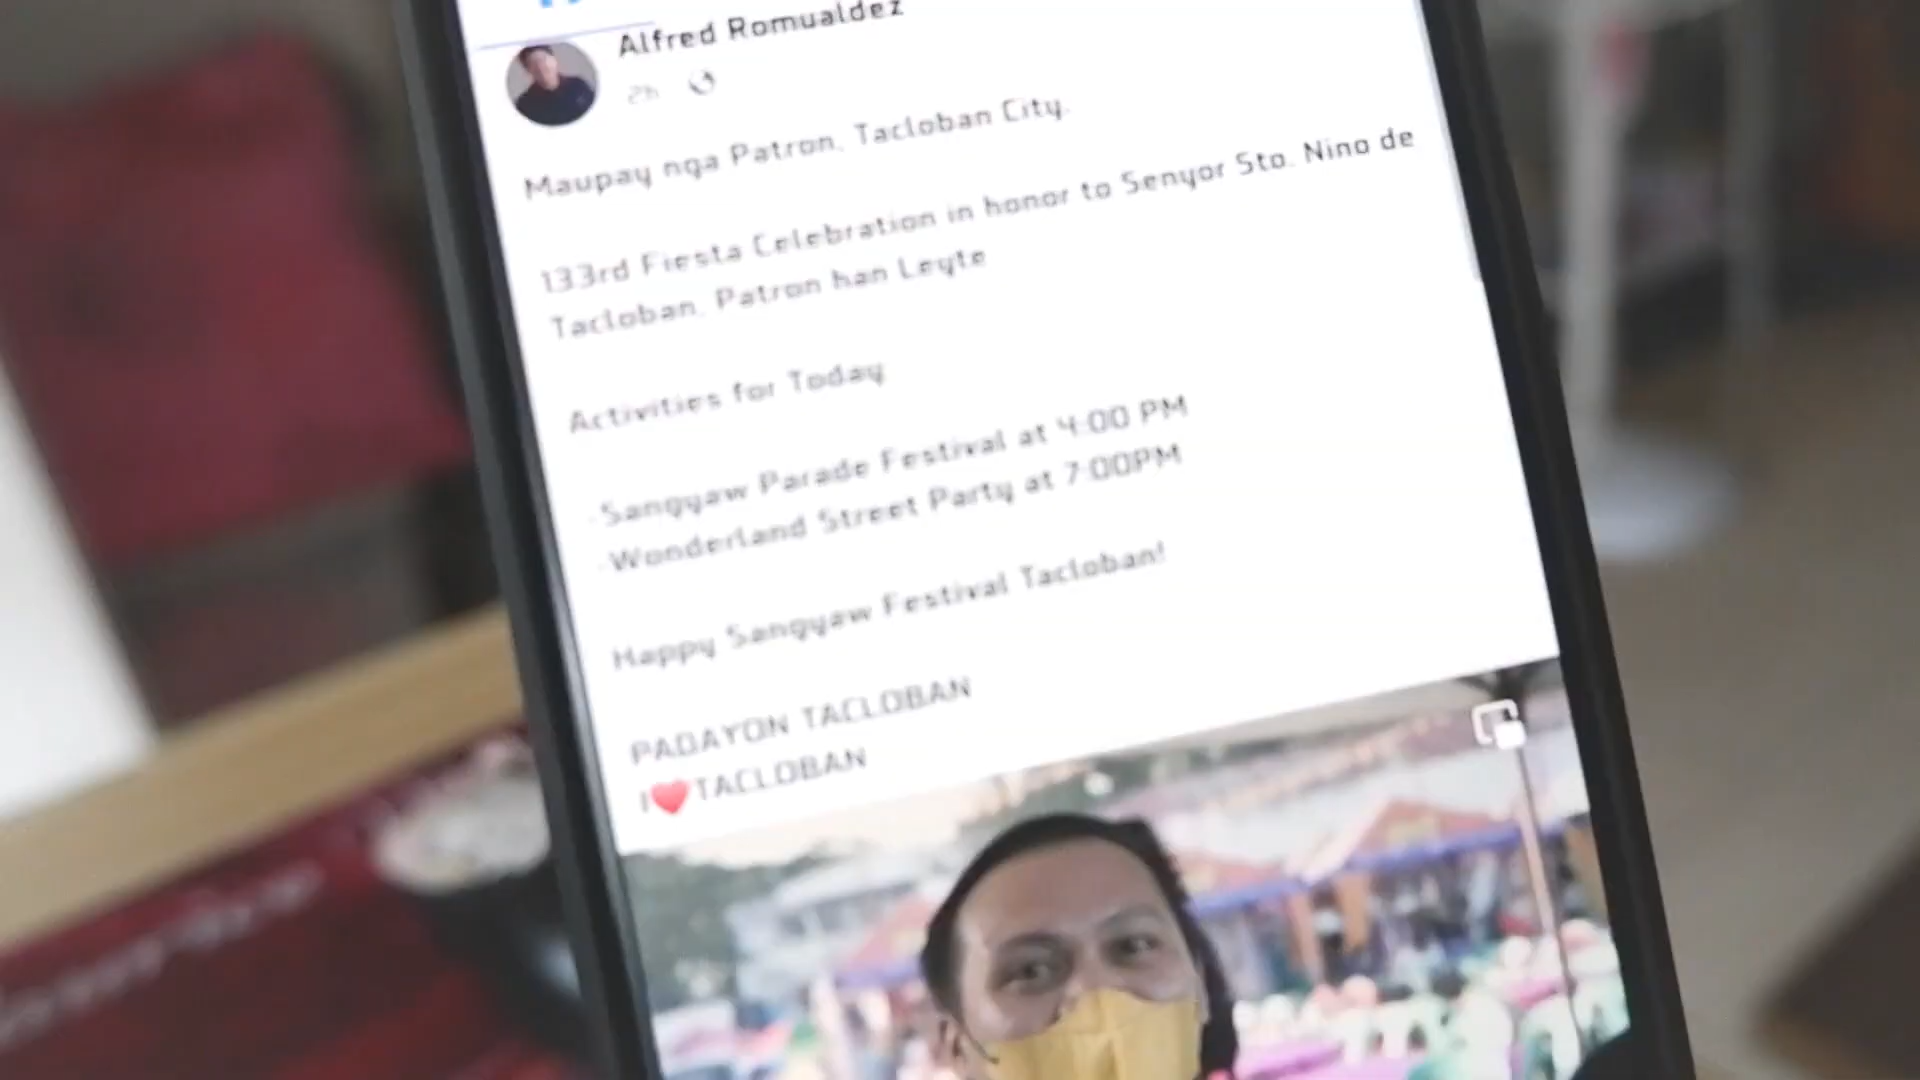 Alfred Romualdez
2h
Maupay nga Patron, Tacloban City.
133rd Fiesta Celebration in honor to Senyor Sto. Nino de
Tacloban, Patron han Leyte
Activities for Today
-Sangyaw Parade Festival at 4:00 PM
-Wonderland Street Party at 7:00PM
Happy Sangyaw Festival Tacloban!
PADAYON TACLOBAN
I❤️TACLOBAN